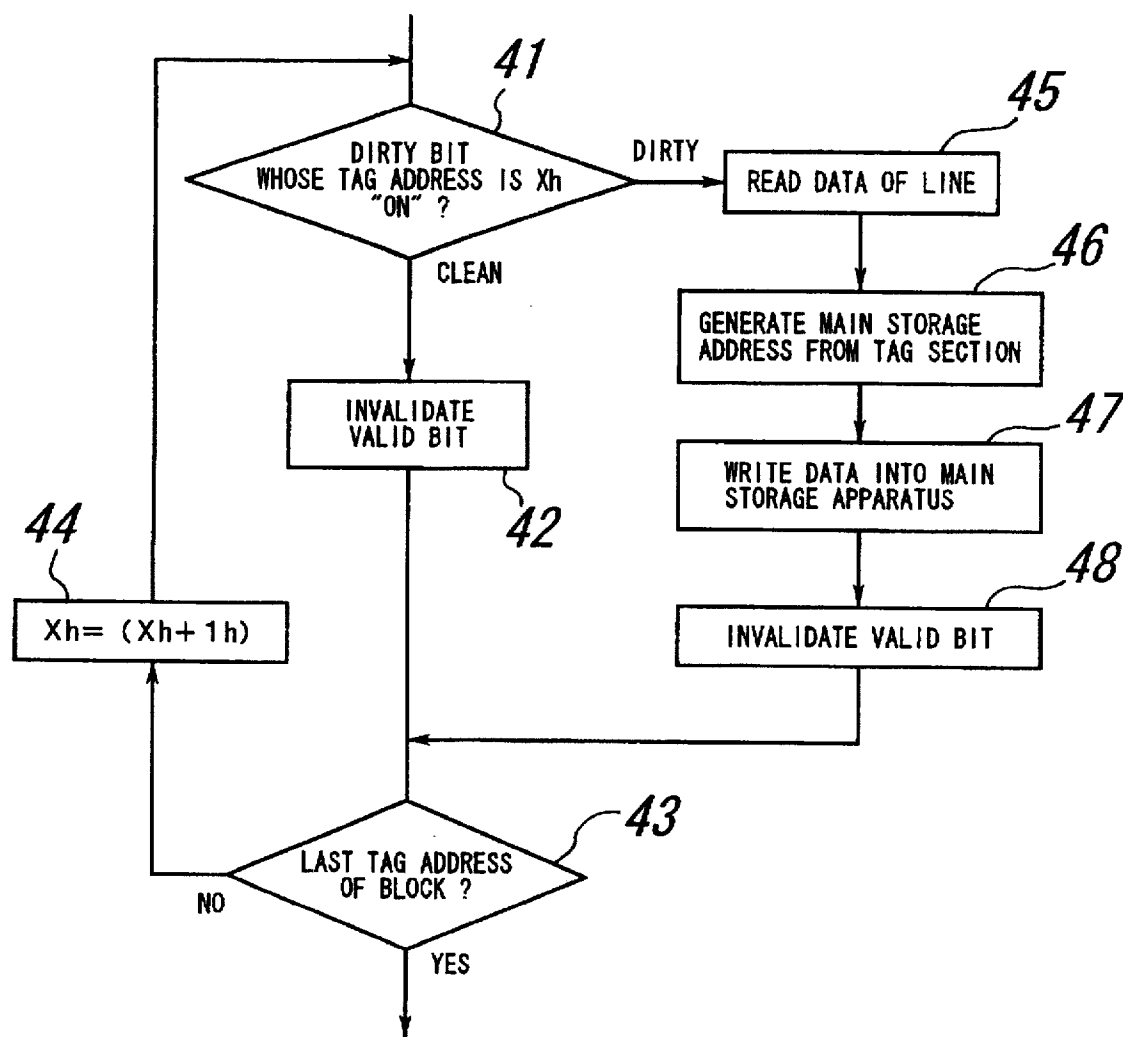 41
DIRTY BIT
WHOSE TAG ADDRESS IS Xh
"ON" ?
DIRTY
CLEAN
45
READ DATA OF LINE
46
GENERATE MAIN STORAGE
ADDRESS FROM TAG SECTION
INVALIDATE
VALID BIT
42
47
WRITE DATA INTO MAIN
STORAGE APPARATUS
44
Xh= (Xh+1h)
48
INVALIDATE VALID BIT
43
LAST TAG ADDRESS
OF BLOCK ?
NO
YES